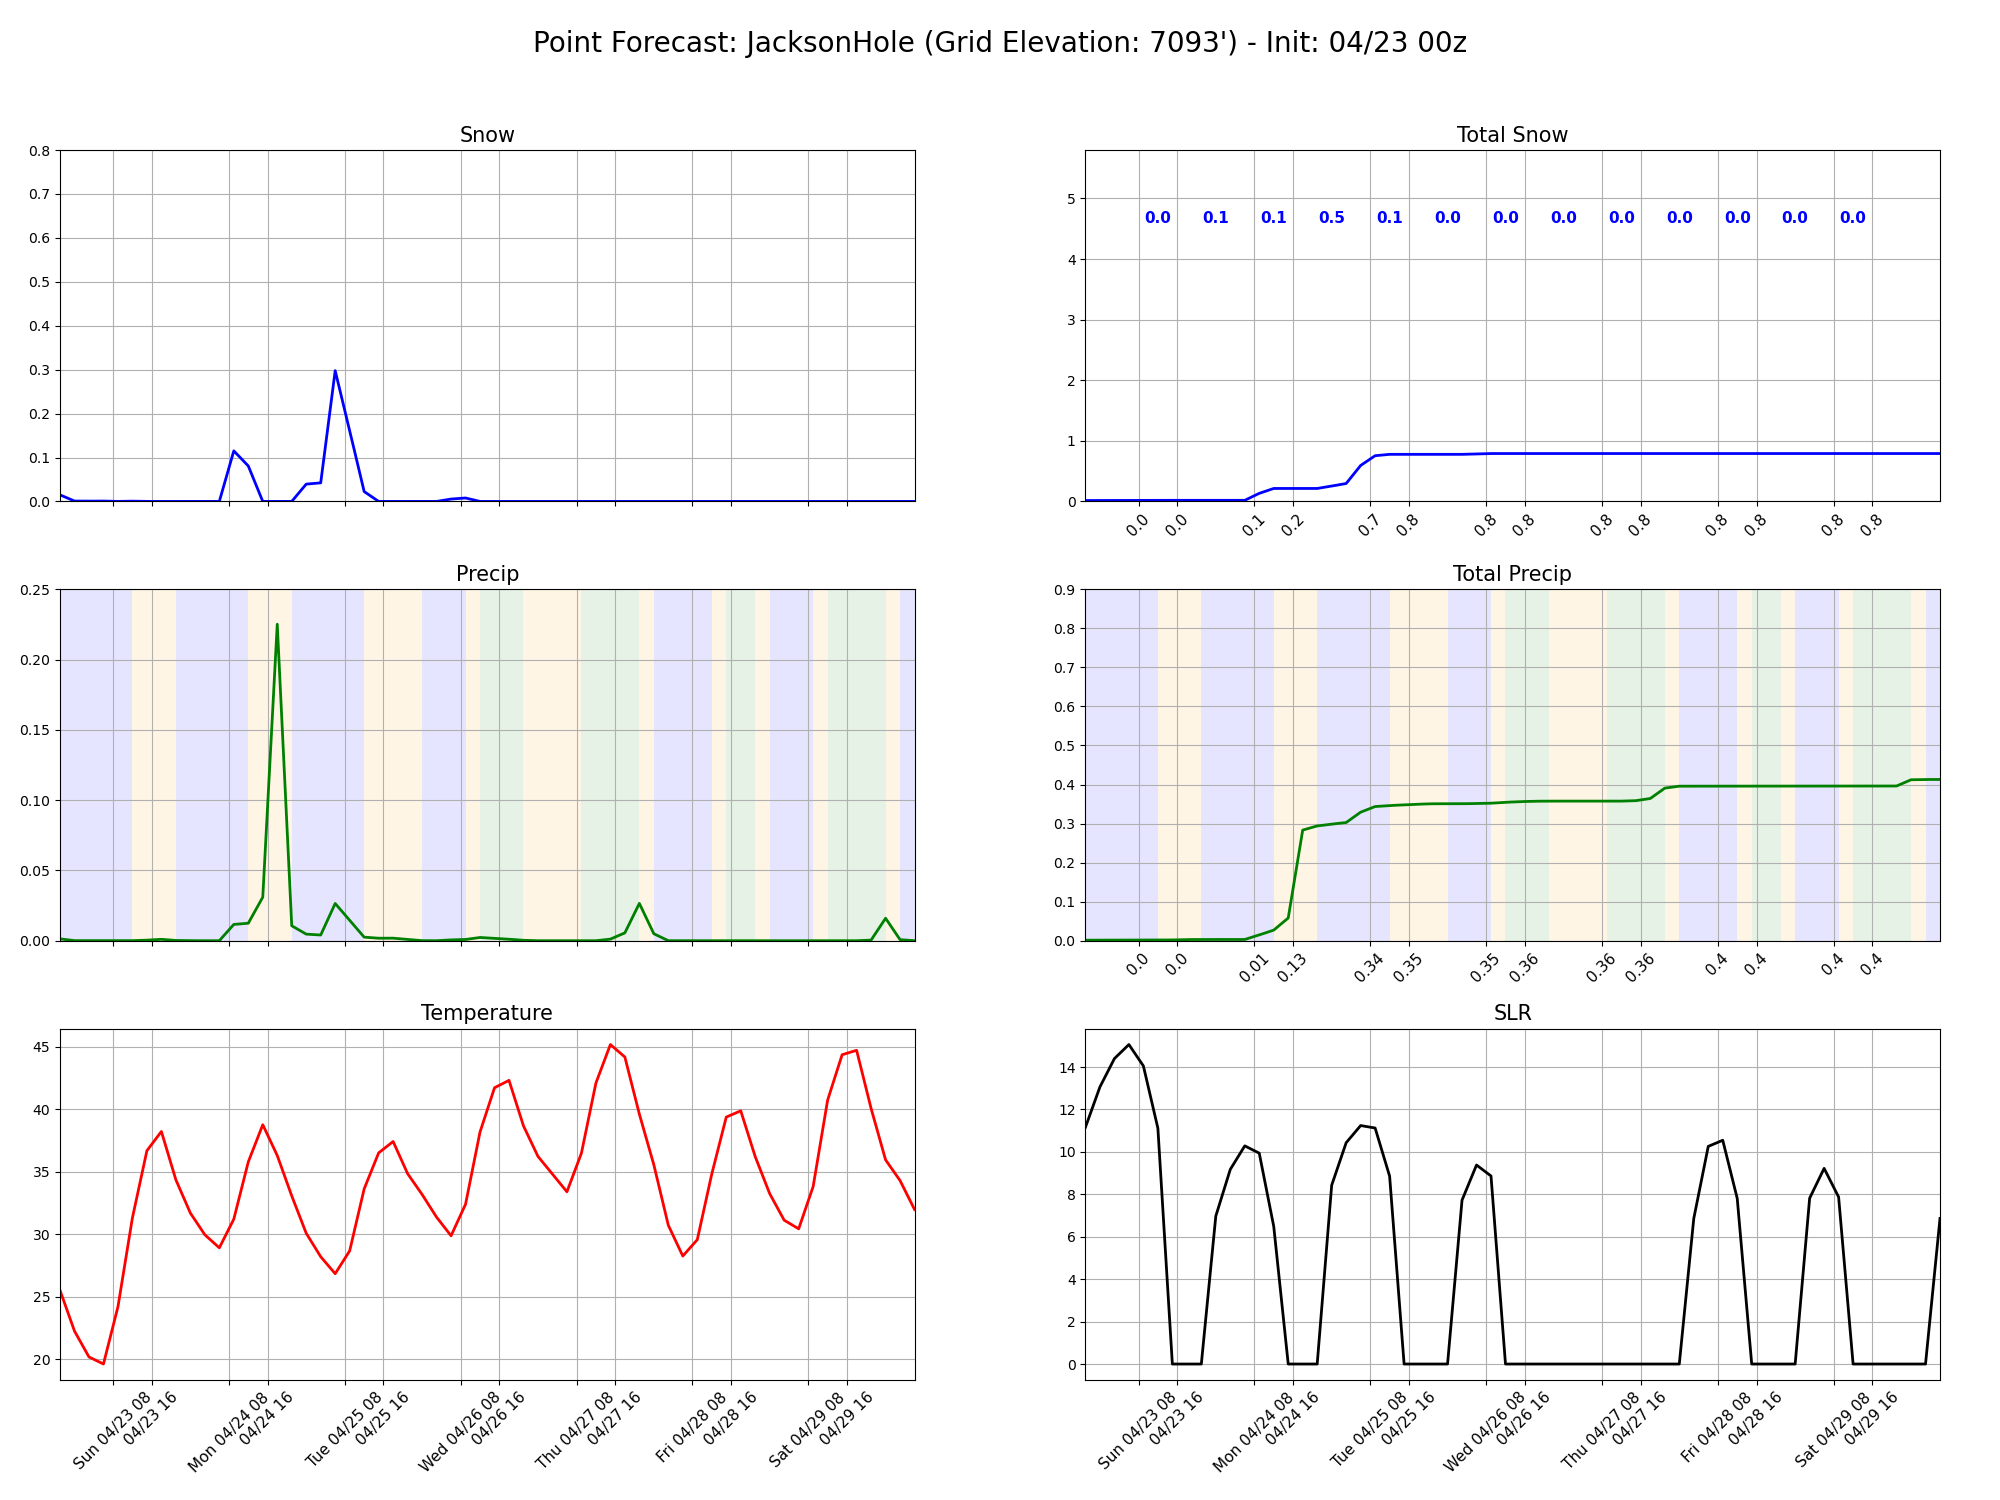 Point Forecast: JacksonHole (Grid Elevation: 7093') - Init: 04/23 00z
Snow
0.8
0.7
0.6
0.5
0.4
0.3
0.2
0.1
0.0
Total Snow
5
4
3
2
1
0
0.0 0.1 0.1 0.5 0.1 0.0 0.0 0.0 0.0 0.0 0.0 0.0 0.0
0.0 0.0 0.1 0.2 0.7 0.8 0.8 0.8 0.8 0.8 0.8 0.8 0.8 0.8
Precip
0.25
0.20
0.15
0.10
0.05
0.00
Total Precip
0.9
0.8
0.7
0.6
0.5
0.4
0.3
0.2
0.1
0.0
0.0 0.0 0.01 0.13 0.34 0.35 0.35 0.36 0.36 0.36 0.4 0.4 0.4 0.4
Temperature
45
40
35
30
25
20
Sun 04/23 08
04/23 16
Mon 04/24 08
04/24 16
Tue 04/25 08
04/25 16
Wed 04/26 08
04/26 16
Thu 04/27 08
04/27 16
Fri 04/28 08
04/28 16
Sat 04/29 08
04/29 16
SLR
14
12
10
8
6
4
2
0
Sun 04/23 08
04/23 16
Mon 04/24 08
04/24 16
Tue 04/25 08
04/25 16
Wed 04/26 08
04/26 16
Thu 04/27 08
04/27 16
Fri 04/28 08
04/28 16
Sat 04/29 08
04/29 16